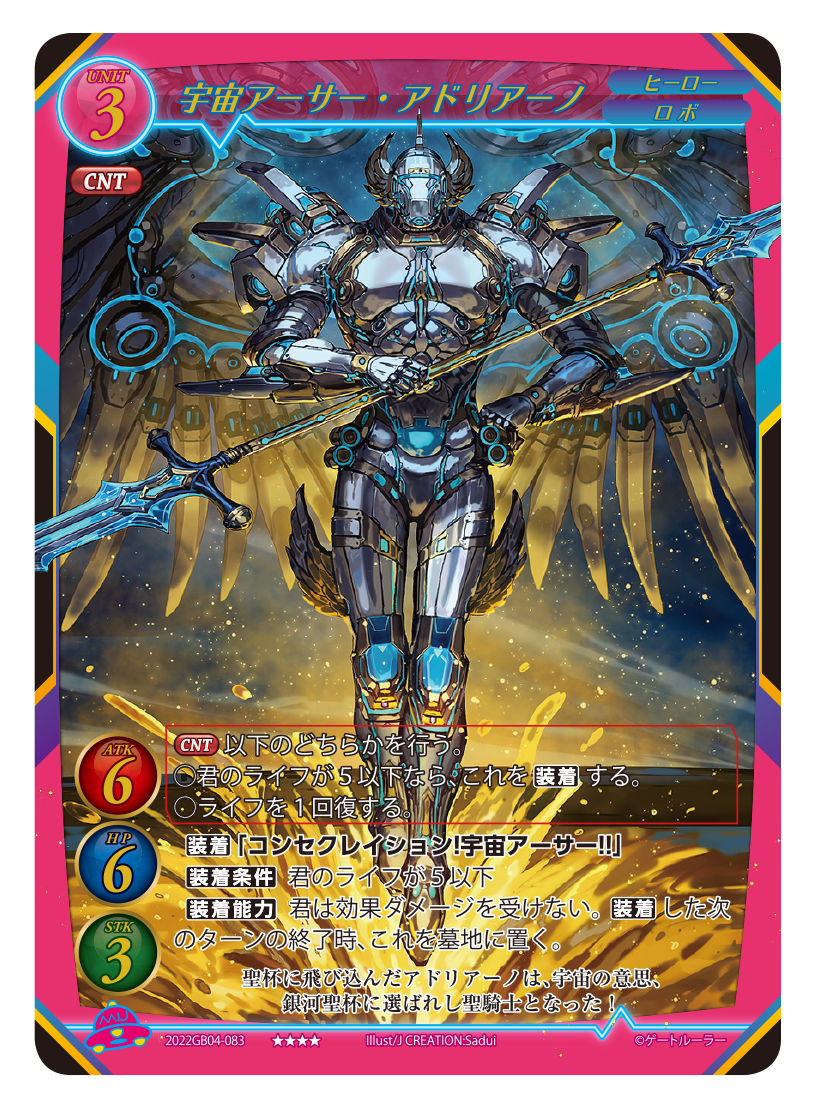 UNIT
3
宇宙アーサー・アドリアーノ
ヒーロー
ロボ
CNT
ATK
6
HP
6
STK
3
CNT 以下のどちらかを行う。
○君のライフが5以下なら、これを 装着 する。
○ライフを1回復する。
装着「コンセクレイション!宇宙アーサー!!」
装着条件 君のライフが5以下
装着能力 君は効果ダメージを受けない。 装着 した次
のターンの終了時、これを墓地に置く。
聖杯に飛び込んだアドリアーノは、宇宙の意思、
銀河聖杯に選ばれし聖騎士となった!
2022GB04-083 ★★★★ Illust/J CREATION:Sadui ©ゲートルーラー